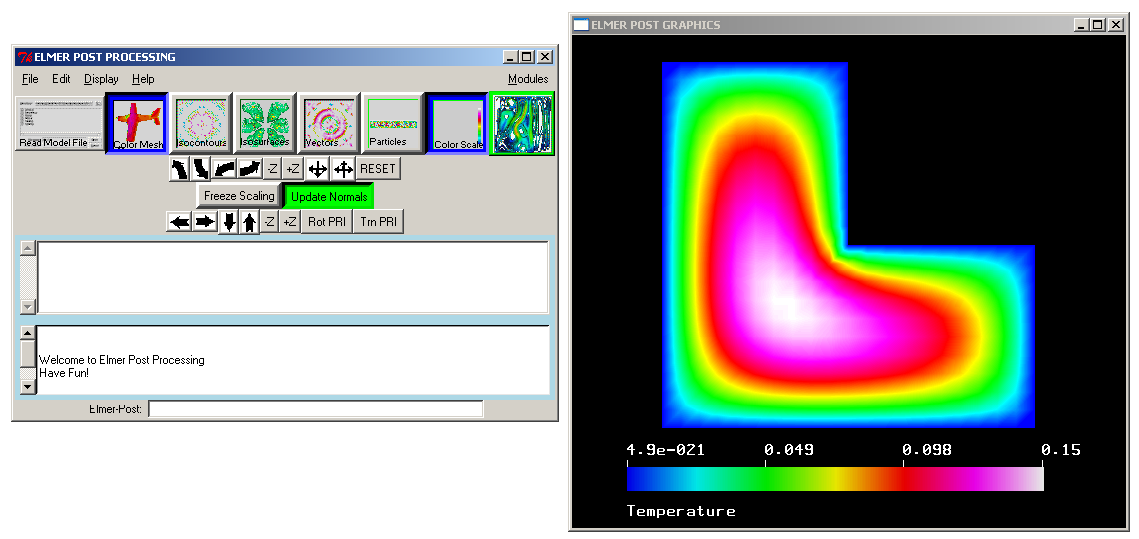 ELMER POST PROCESSING
File Edit Display Help Modules
Read Model File Color Mesh Isocontours Isosurfaces Vectors Particles Color Scale
-Z +Z RESET
Freeze Scaling Update Normals
-Z +Z Rot PRI Trn PRI
Welcome to Elmer Post Processing
Have Fun!
Elmer-Post:
ELMER POST GRAPHICS
4.9e-021 0.049 0.098 0.15
Temperature